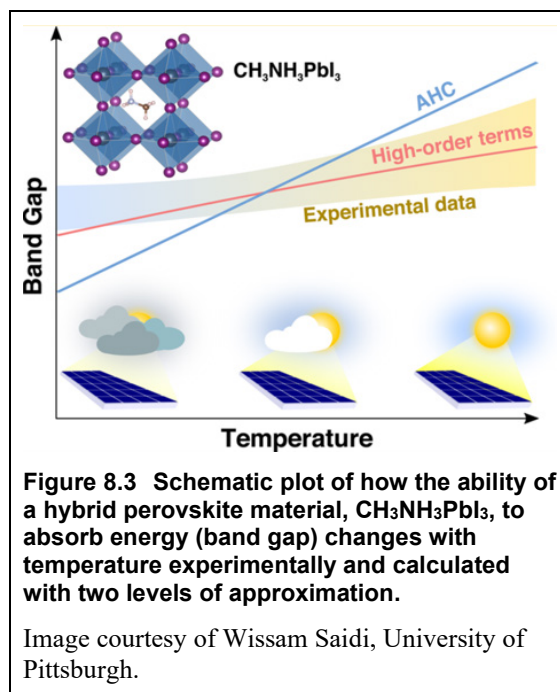 CH₃NH₃PbI₃
AHC
High-order terms
Experimental data
Band Gap
Temperature
Figure 8.3 Schematic plot of how the ability of
a hybrid perovskite material, CH₃NH₃PbI₃, to
absorb energy (band gap) changes with
temperature experimentally and calculated
with two levels of approximation.
Image courtesy of Wissam Saidi, University of
Pittsburgh.